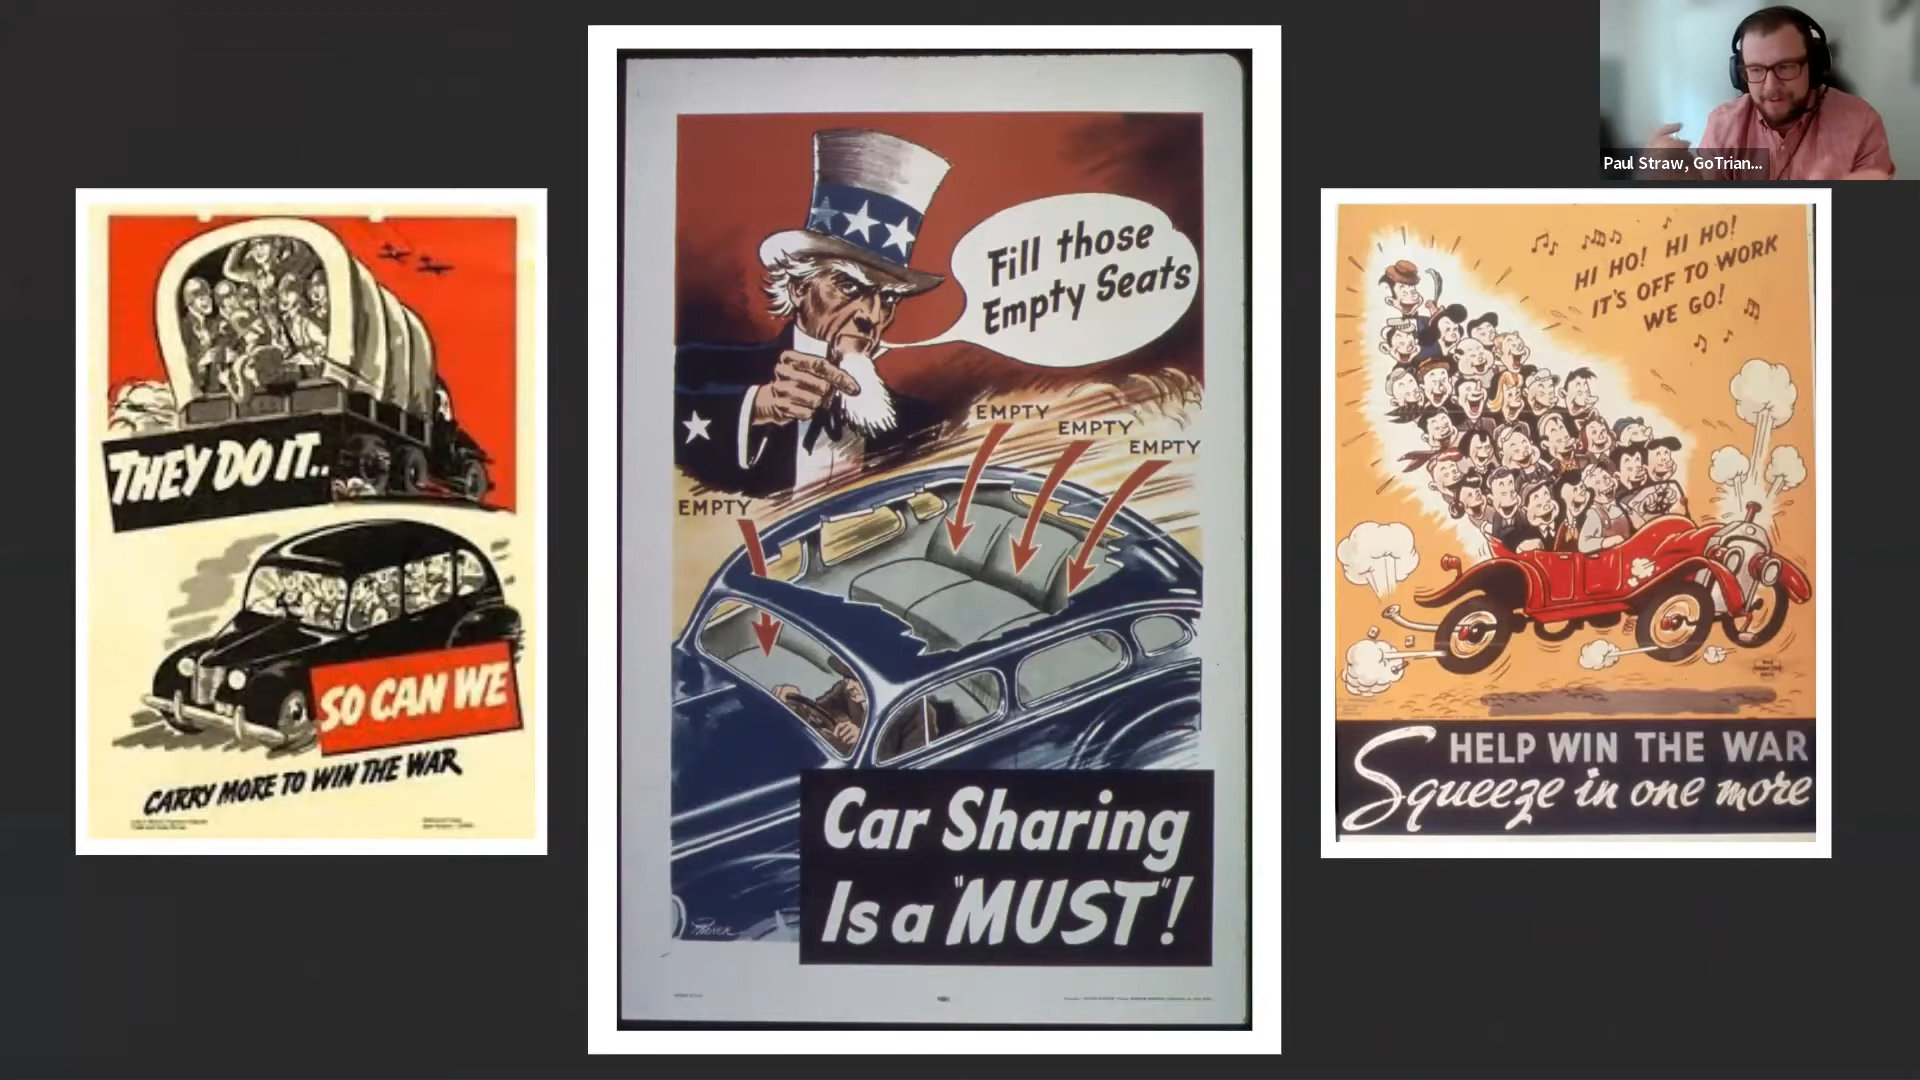 THEY DO IT..
SO CAN WE
CARRY MORE TO WIN THE WAR
Fill those
Empty Seats
EMPTY
EMPTY
EMPTY
EMPTY
Car Sharing
Is a "MUST"!
HI HO! HI HO!
IT'S OFF TO WORK
WE GO!
HELP WIN THE WAR
Squeeze in one more
Paul Straw, GoTrian...